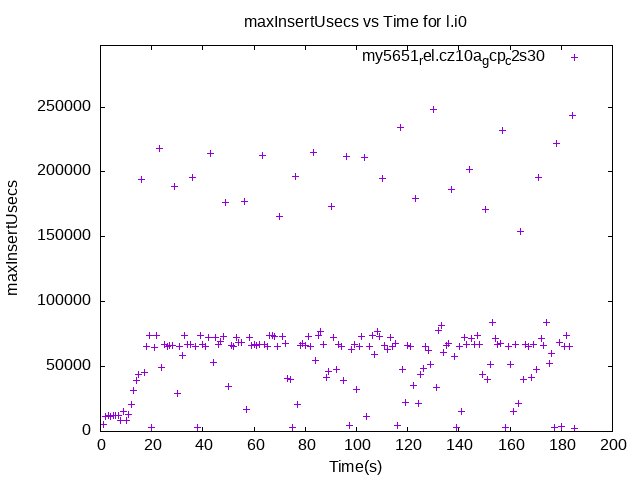 maxInsertUsecs vs Time for l.i0
my5651rel.cz10agcpc2s30
250000
200000
150000
100000
50000
0
maxInsertUsecs
0 20 40 60 80 100 120 140 160 180 200
Time(s)